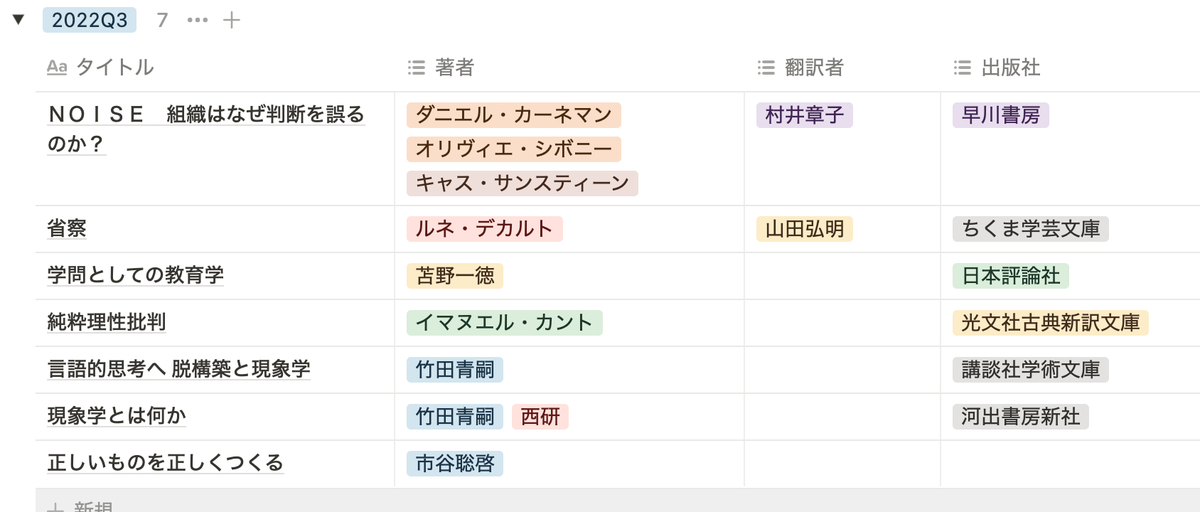 2022Q3 7
Aa タイトル 著者 翻訳者 出版社
ＮＯＩＳＥ　組織はなぜ判断を誤る
のか？
ダニエル・カーネマン
オリヴィエ・シボニー
キャス・サンスティーン
村井章子
早川書房
省察 ルネ・デカルト 山田弘明 ちくま学芸文庫
学問としての教育学 苫野一徳 日本評論社
純粋理性批判 イマヌエル・カント 光文社古典新訳文庫
言語的思考へ 脱構築と現象学 竹田青嗣 講談社学術文庫
現象学とは何か 竹田青嗣 西研 河出書房新社
正しいものを正しくつくる 市谷聡啓
新規